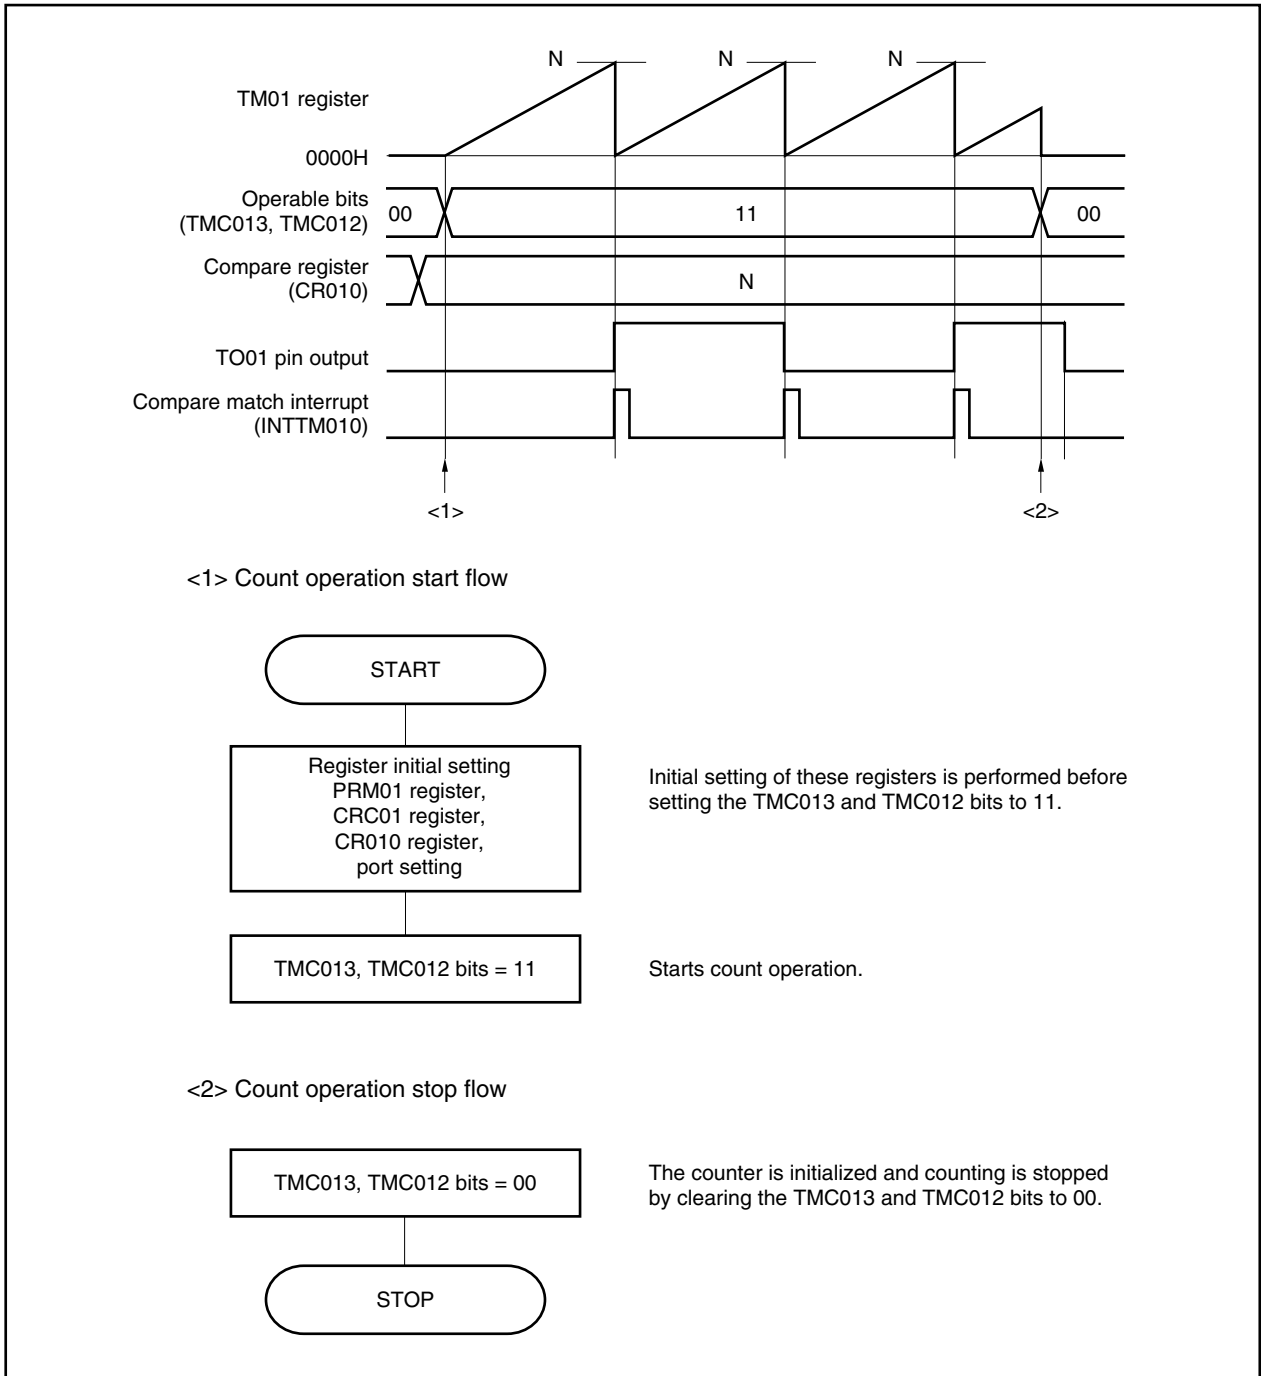 N N N
TM01 register
0000H
Operable bits
(TMC013, TMC012)
00 11 00
Compare register
(CR010)
N
TO01 pin output
Compare match interrupt
(INTTM010)
<1> <2>
<1> Count operation start flow
START
Register initial setting
PRM01 register,
CRC01 register,
CR010 register,
port setting
Initial setting of these registers is performed before
setting the TMC013 and TMC012 bits to 11.
TMC013, TMC012 bits = 11
Starts count operation.
<2> Count operation stop flow
TMC013, TMC012 bits = 00
The counter is initialized and counting is stopped
by clearing the TMC013 and TMC012 bits to 00.
STOP